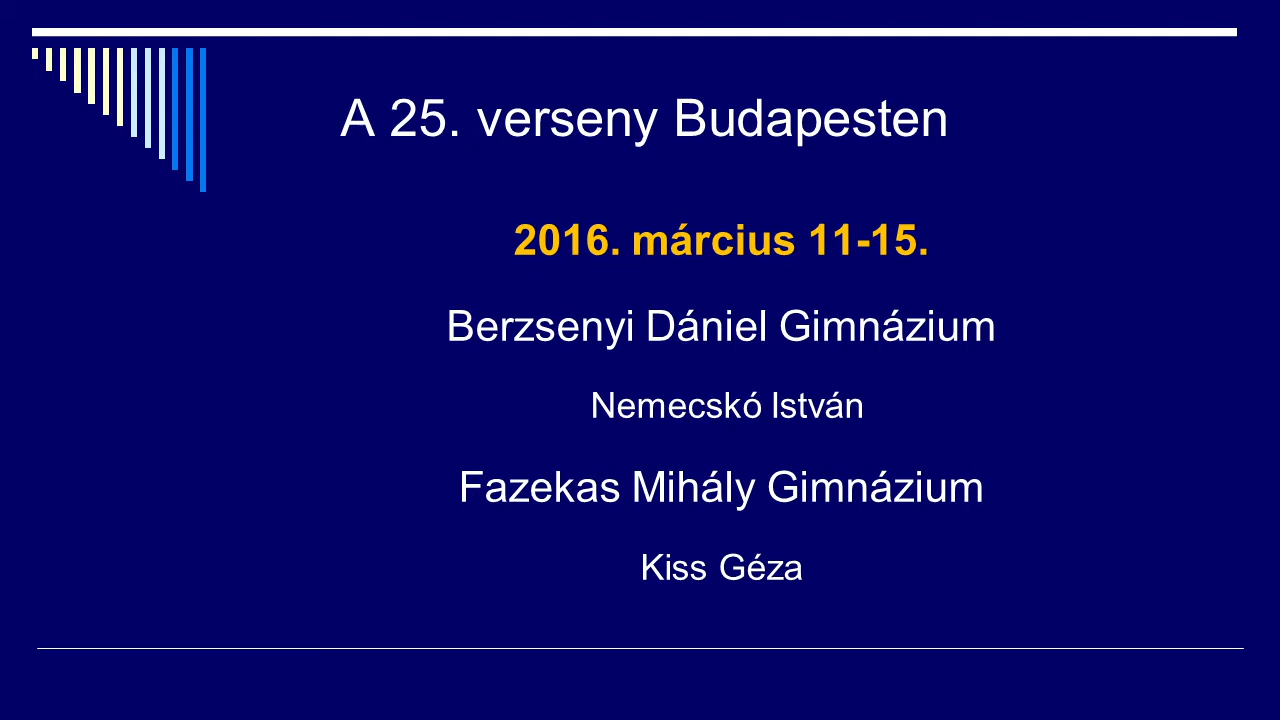 A 25. verseny Budapesten
2016. március 11-15.
Berzsenyi Dániel Gimnázium
Nemecskó István
Fazekas Mihály Gimnázium
Kiss Géza